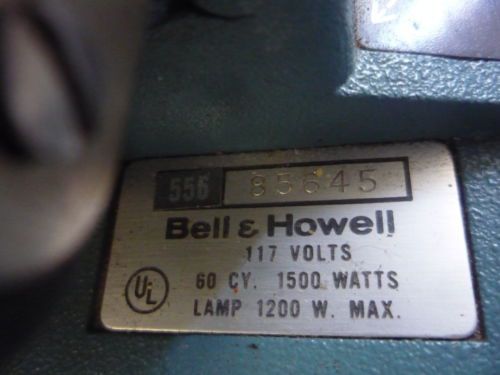 556 85645
Bell & Howell
117 VOLTS
UL 60 CY. 1500 WATTS
LAMP 1200 W. MAX.